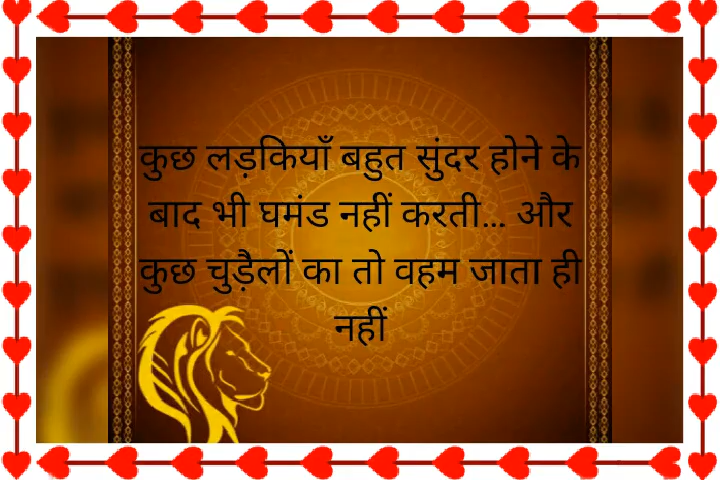 कुछ लड़कियाँ बहुत सुंदर होने के
बाद भी घमंड नहीं करती... और
कुछ चुड़ैलों का तो वहम जाता ही
नहीं